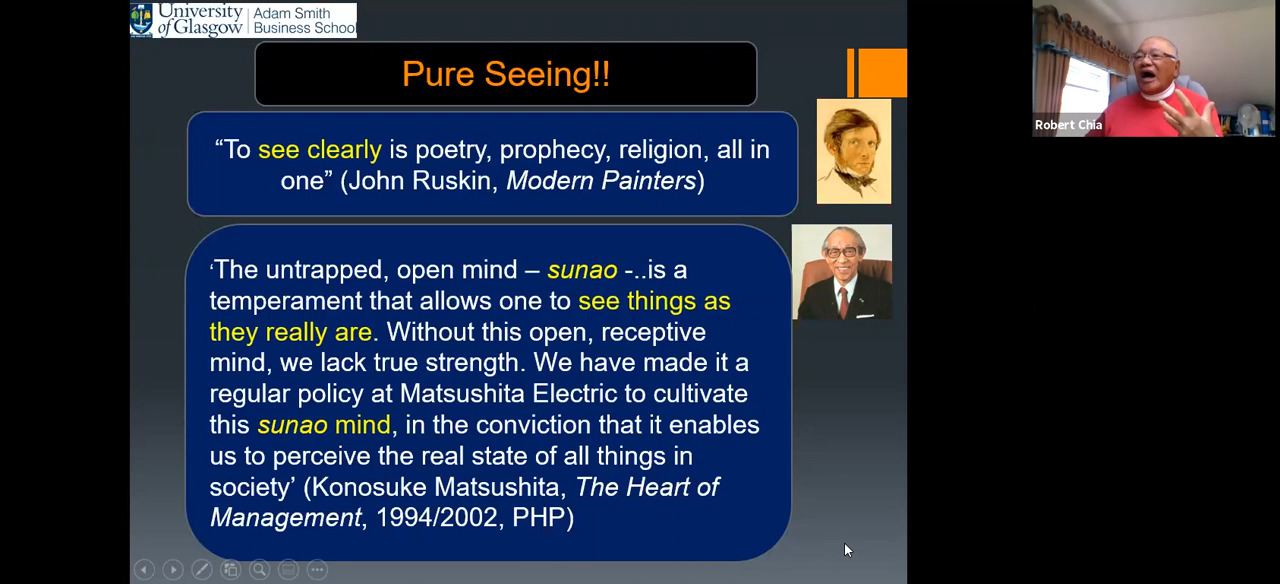 University of Glasgow
Adam Smith Business School
Pure Seeing!!
“To see clearly is poetry, prophecy, religion, all in
one” (John Ruskin, Modern Painters)
‘The untrapped, open mind – sunao -..is a
temperament that allows one to see things as
they really are. Without this open, receptive
mind, we lack true strength. We have made it a
regular policy at Matsushita Electric to cultivate
this sunao mind, in the conviction that it enables
us to perceive the real state of all things in
society’ (Konosuke Matsushita, The Heart of
Management, 1994/2002, PHP)
Robert Chia